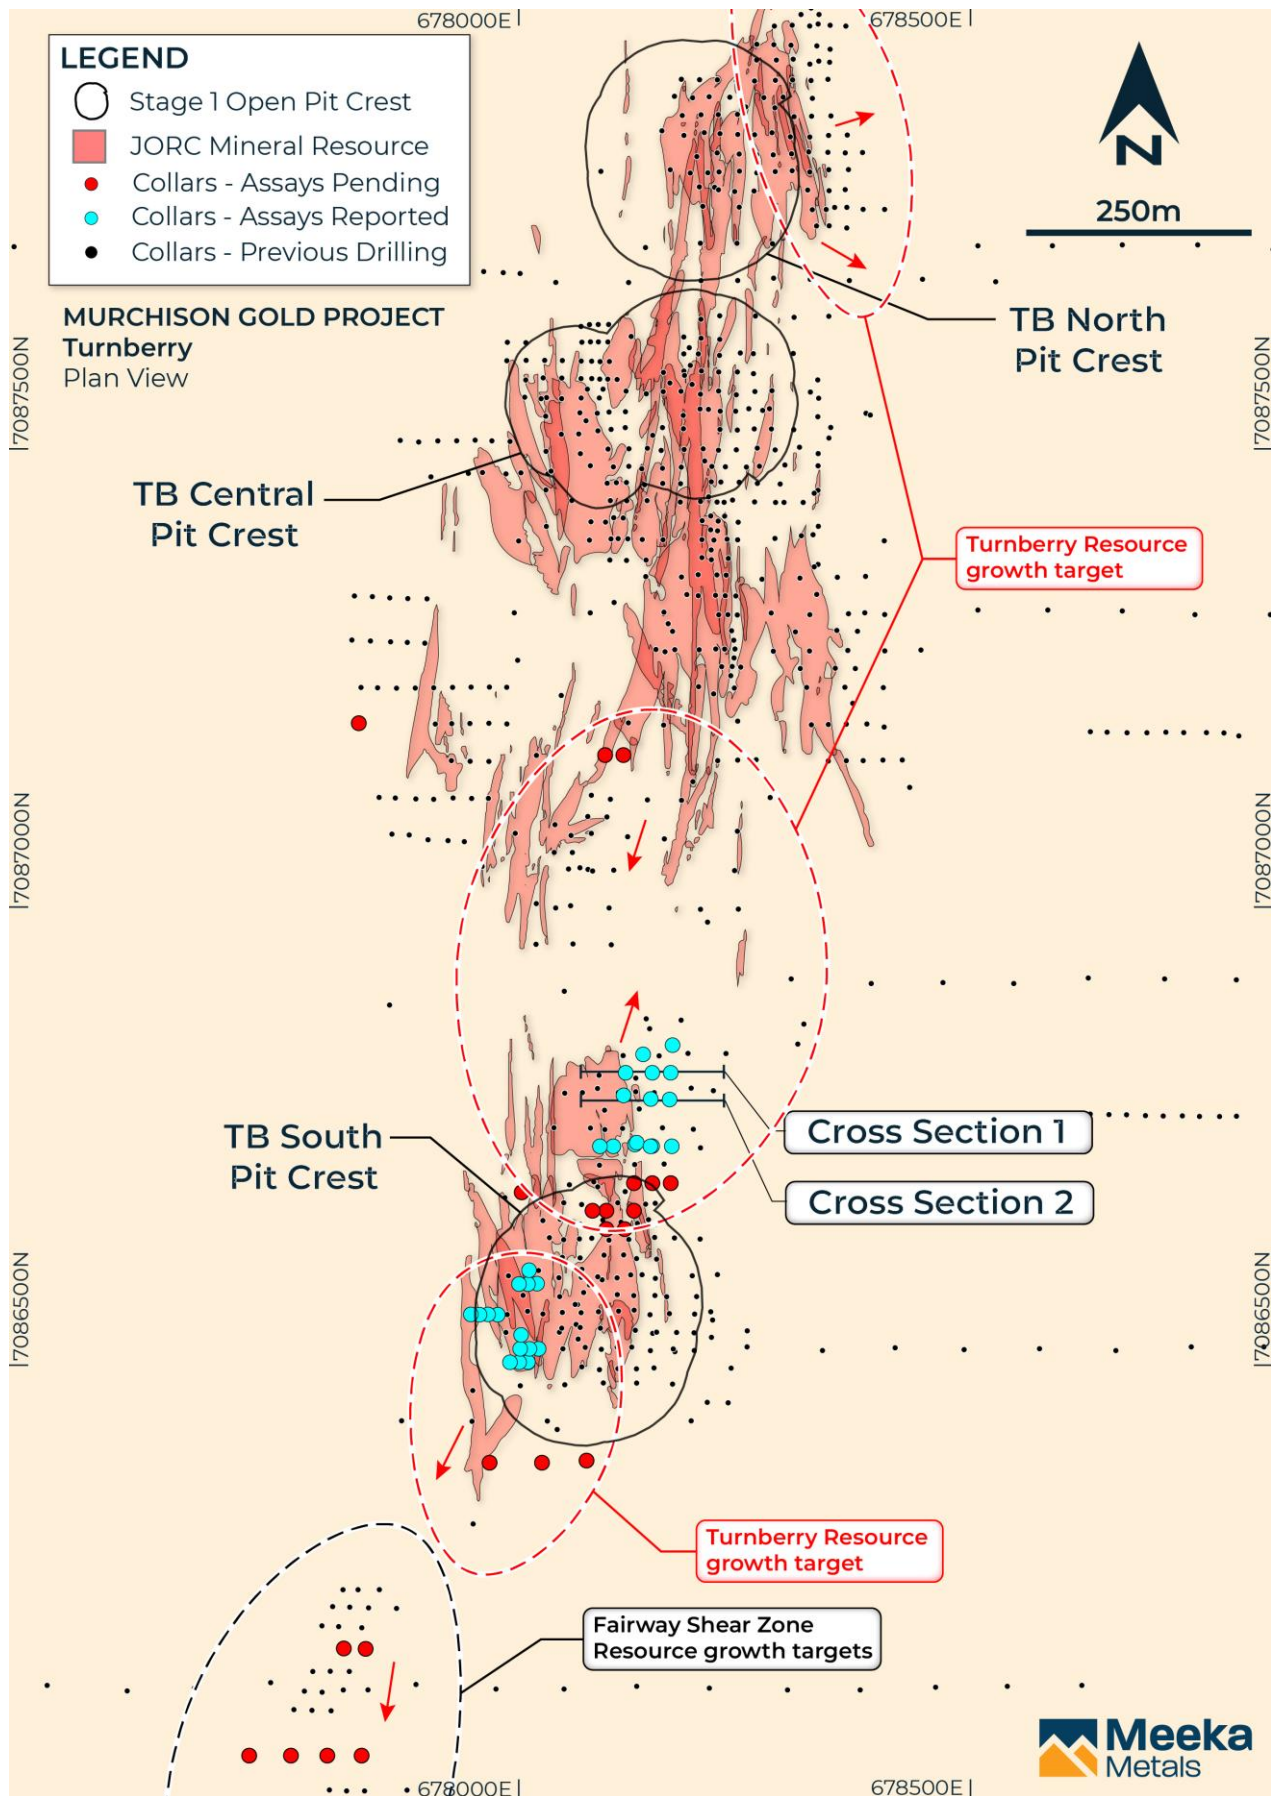 678000E
678500E
LEGEND
Stage 1 Open Pit Crest
JORC Mineral Resource
Collars - Assays Pending
Collars - Assays Reported
Collars - Previous Drilling
N
250m
MURCHISON GOLD PROJECT
Turnberry
Plan View
TB North
Pit Crest
7087500N
7087500N
TB Central
Pit Crest
Turnberry Resource
growth target
7087000N
7087000N
TB South
Pit Crest
Cross Section 1
Cross Section 2
7086500N
7086500N
Turnberry Resource
growth target
Fairway Shear Zone
Resource growth targets
Meeka
Metals
678000E
678500E